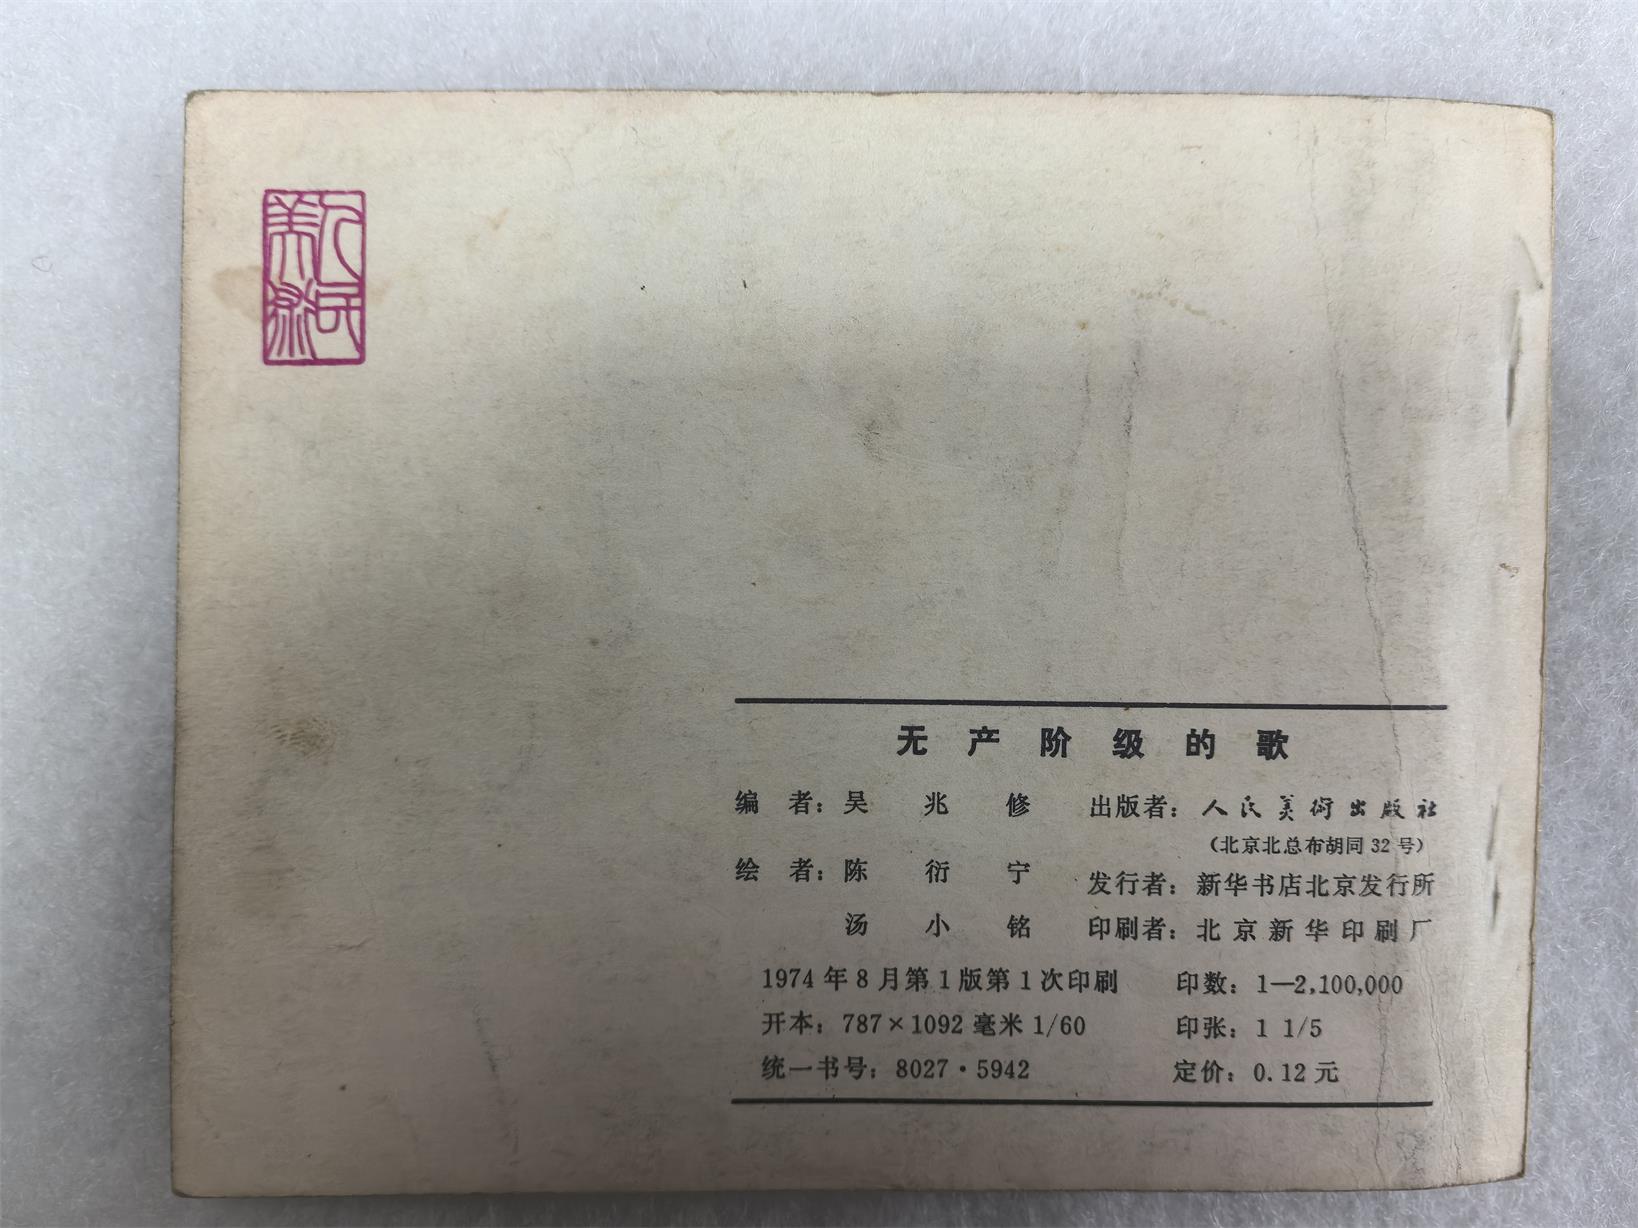 人民
美术
无产阶级的歌
编 者：吴兆修 出版者：人民美術出版社
（北京北总布胡同32号）
绘 者：陈衍宁 发行者：新华书店北京发行所
汤小铭 印刷者：北京新华印刷厂
1974年8月第1版第1次印刷 印数：1—2,100,000
开本：787×1092毫米1/60 印张：1 1/5
统一书号：8027·5942 定价：0.12元